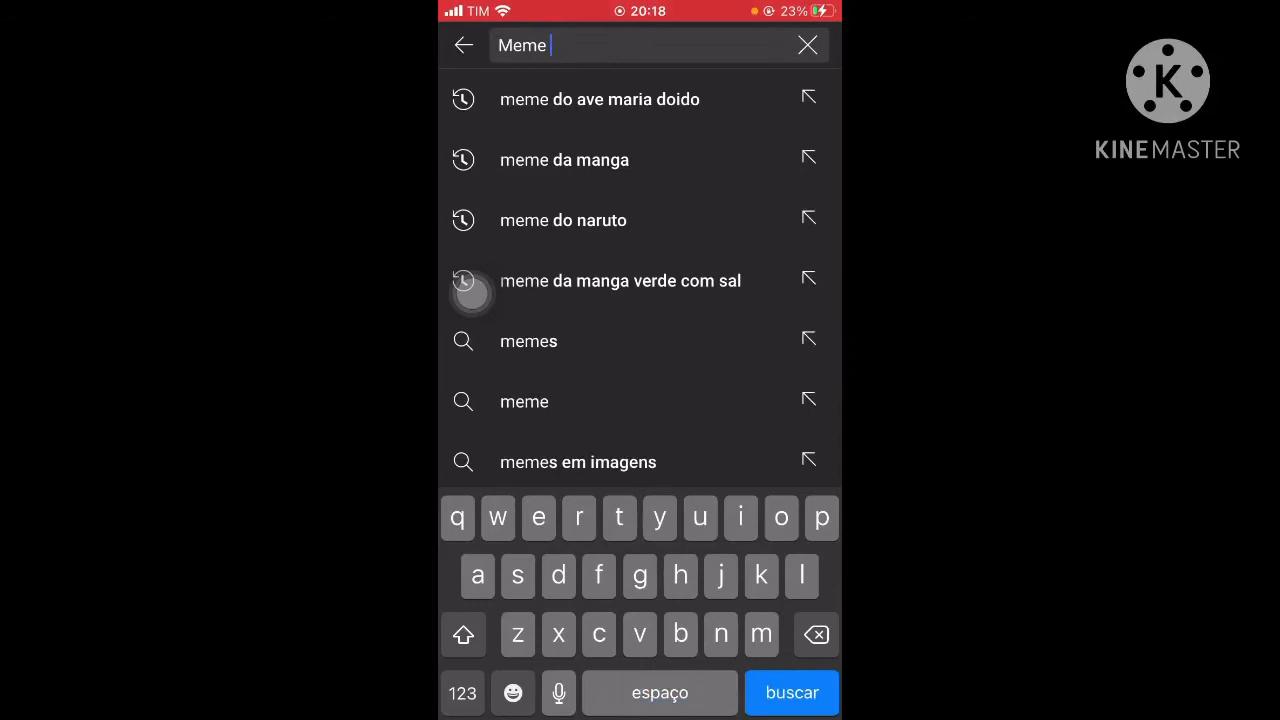 TIM 20:18 23%
Meme
K
KINEMASTER
meme do ave maria doido
meme da manga
meme do naruto
meme da manga verde com sal
memes
meme
memes em imagens
q w e r t y u i o p
a s d f g h j k l
z x c v b n m
123 espaço buscar